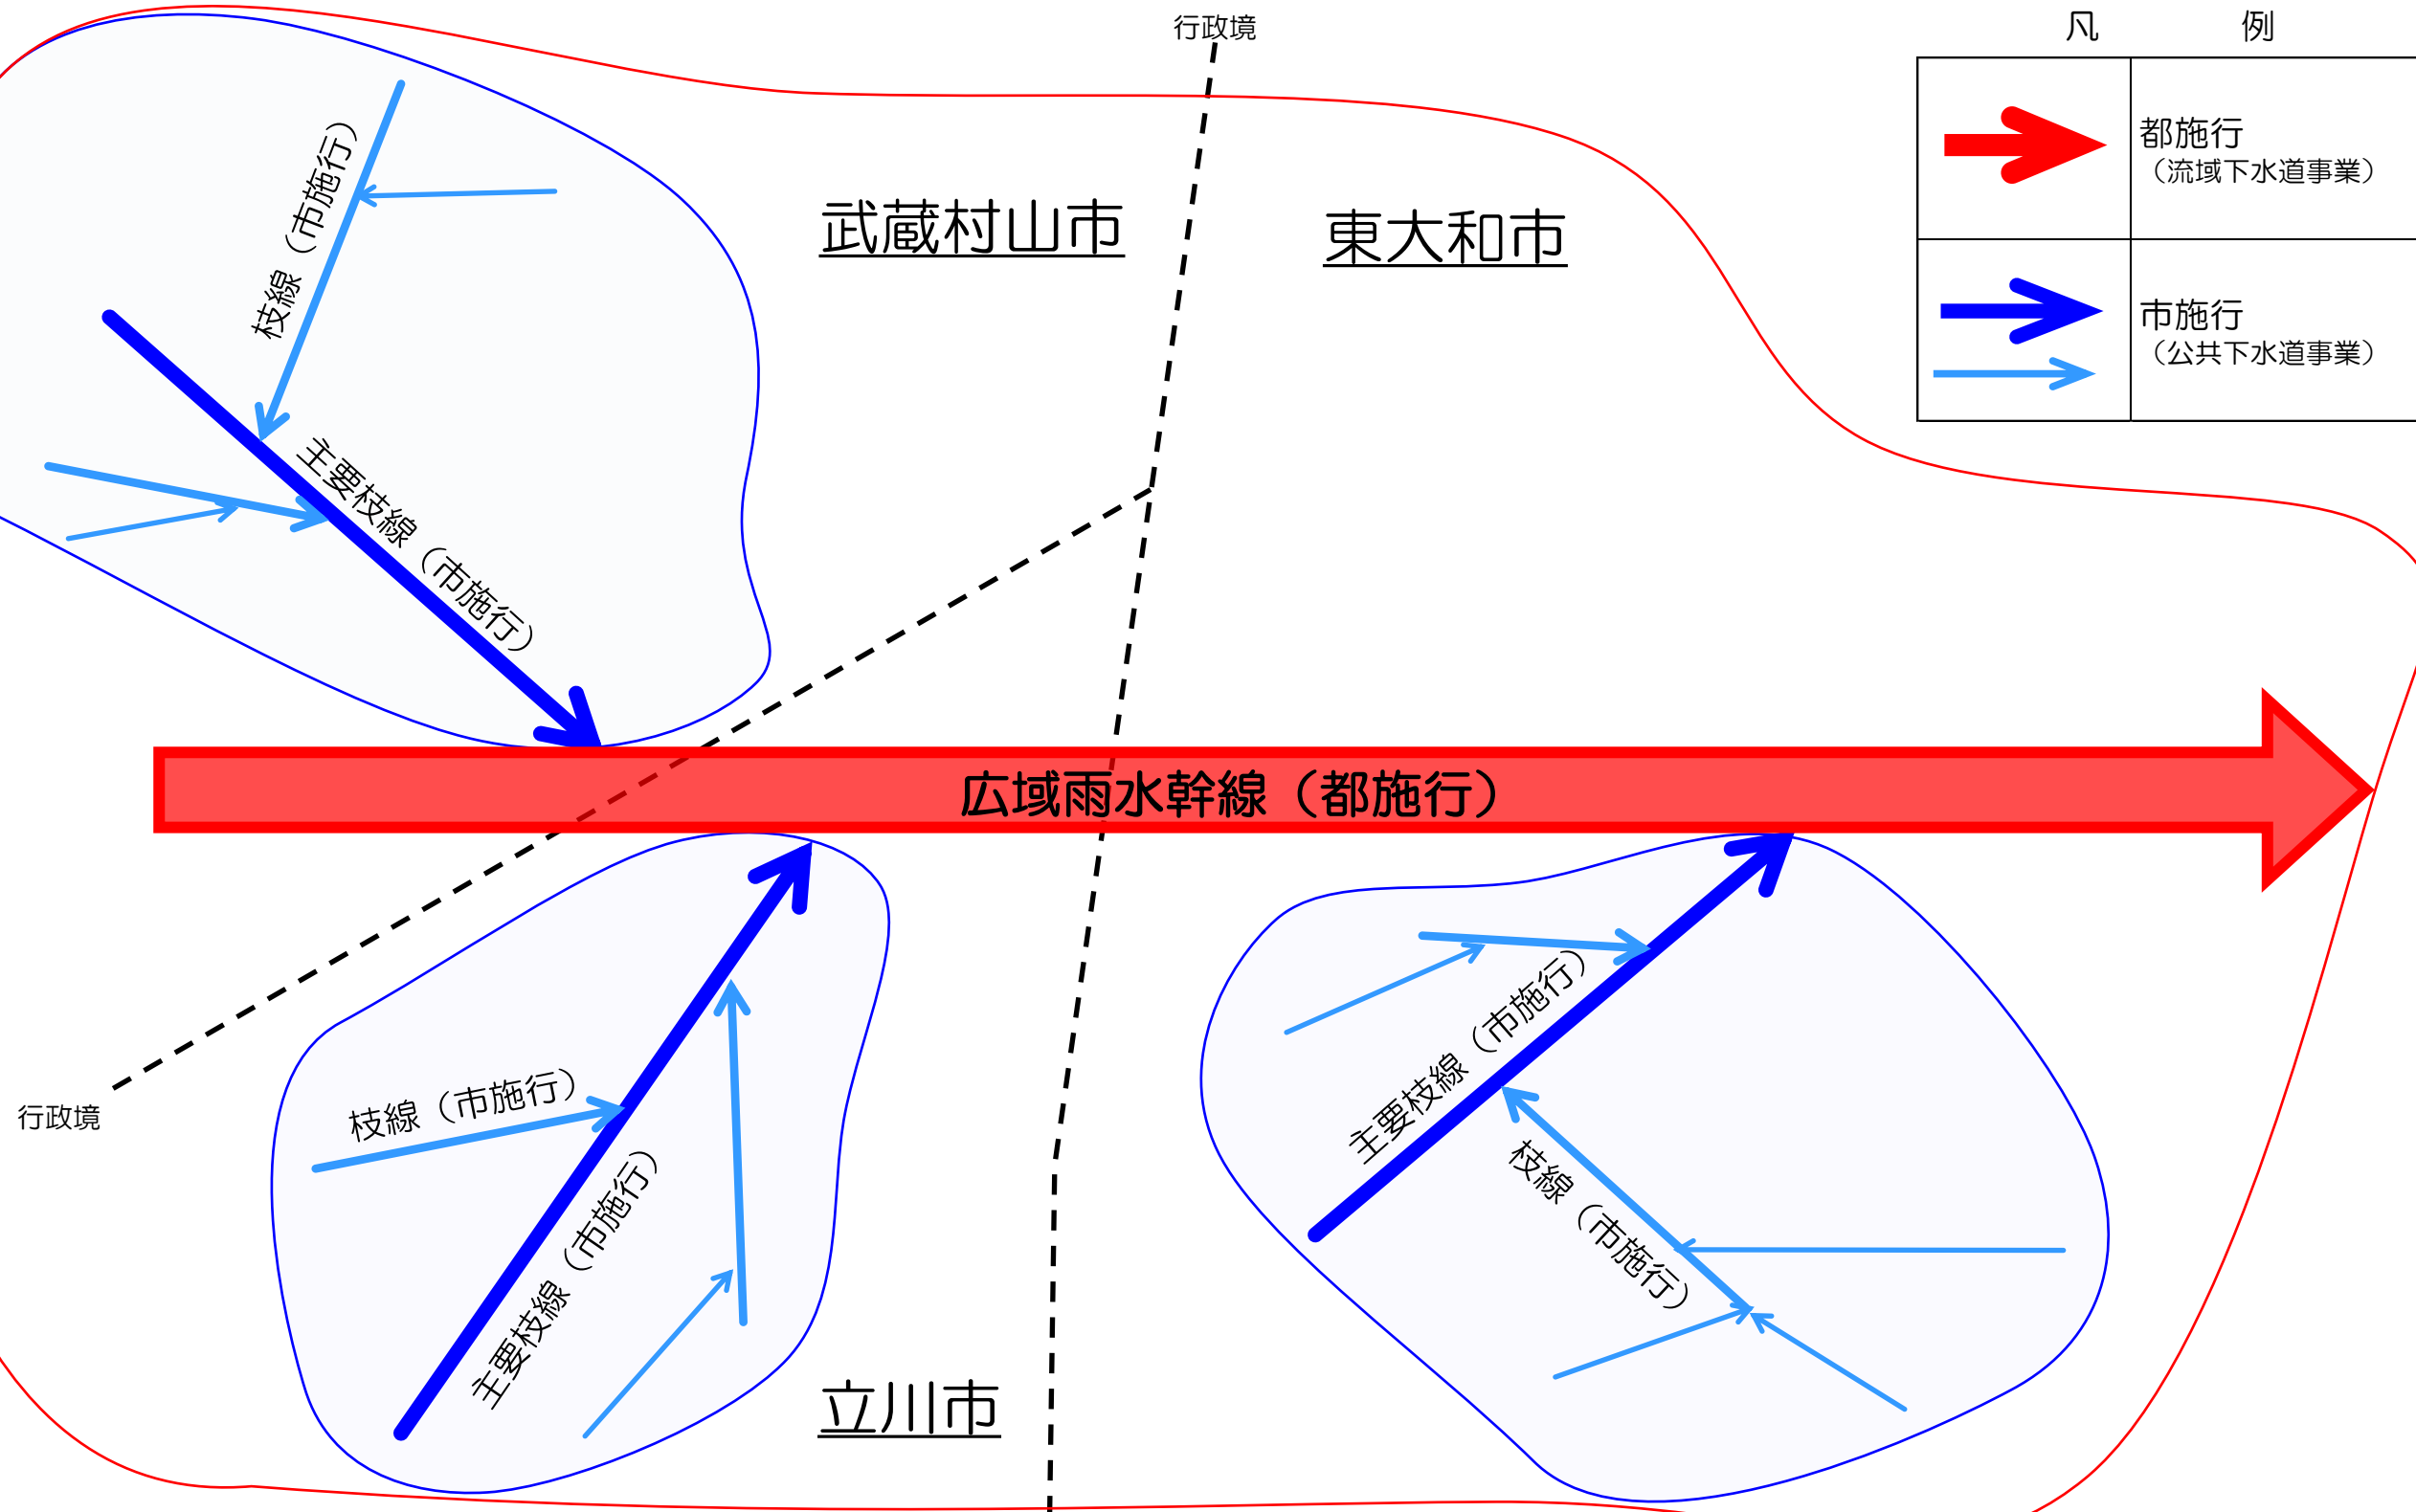 行政境
凡 例
都施行
（流域下水道事業）
市施行
（公共下水道事業）
武蔵村山市
東大和市
枝線（市施行）
主要枝線（市施行）
広域雨水幹線（都施行）
行政境
枝線（市施行）
主要枝線（市施行）
主要枝線（市施行）
枝線（市施行）
立川市